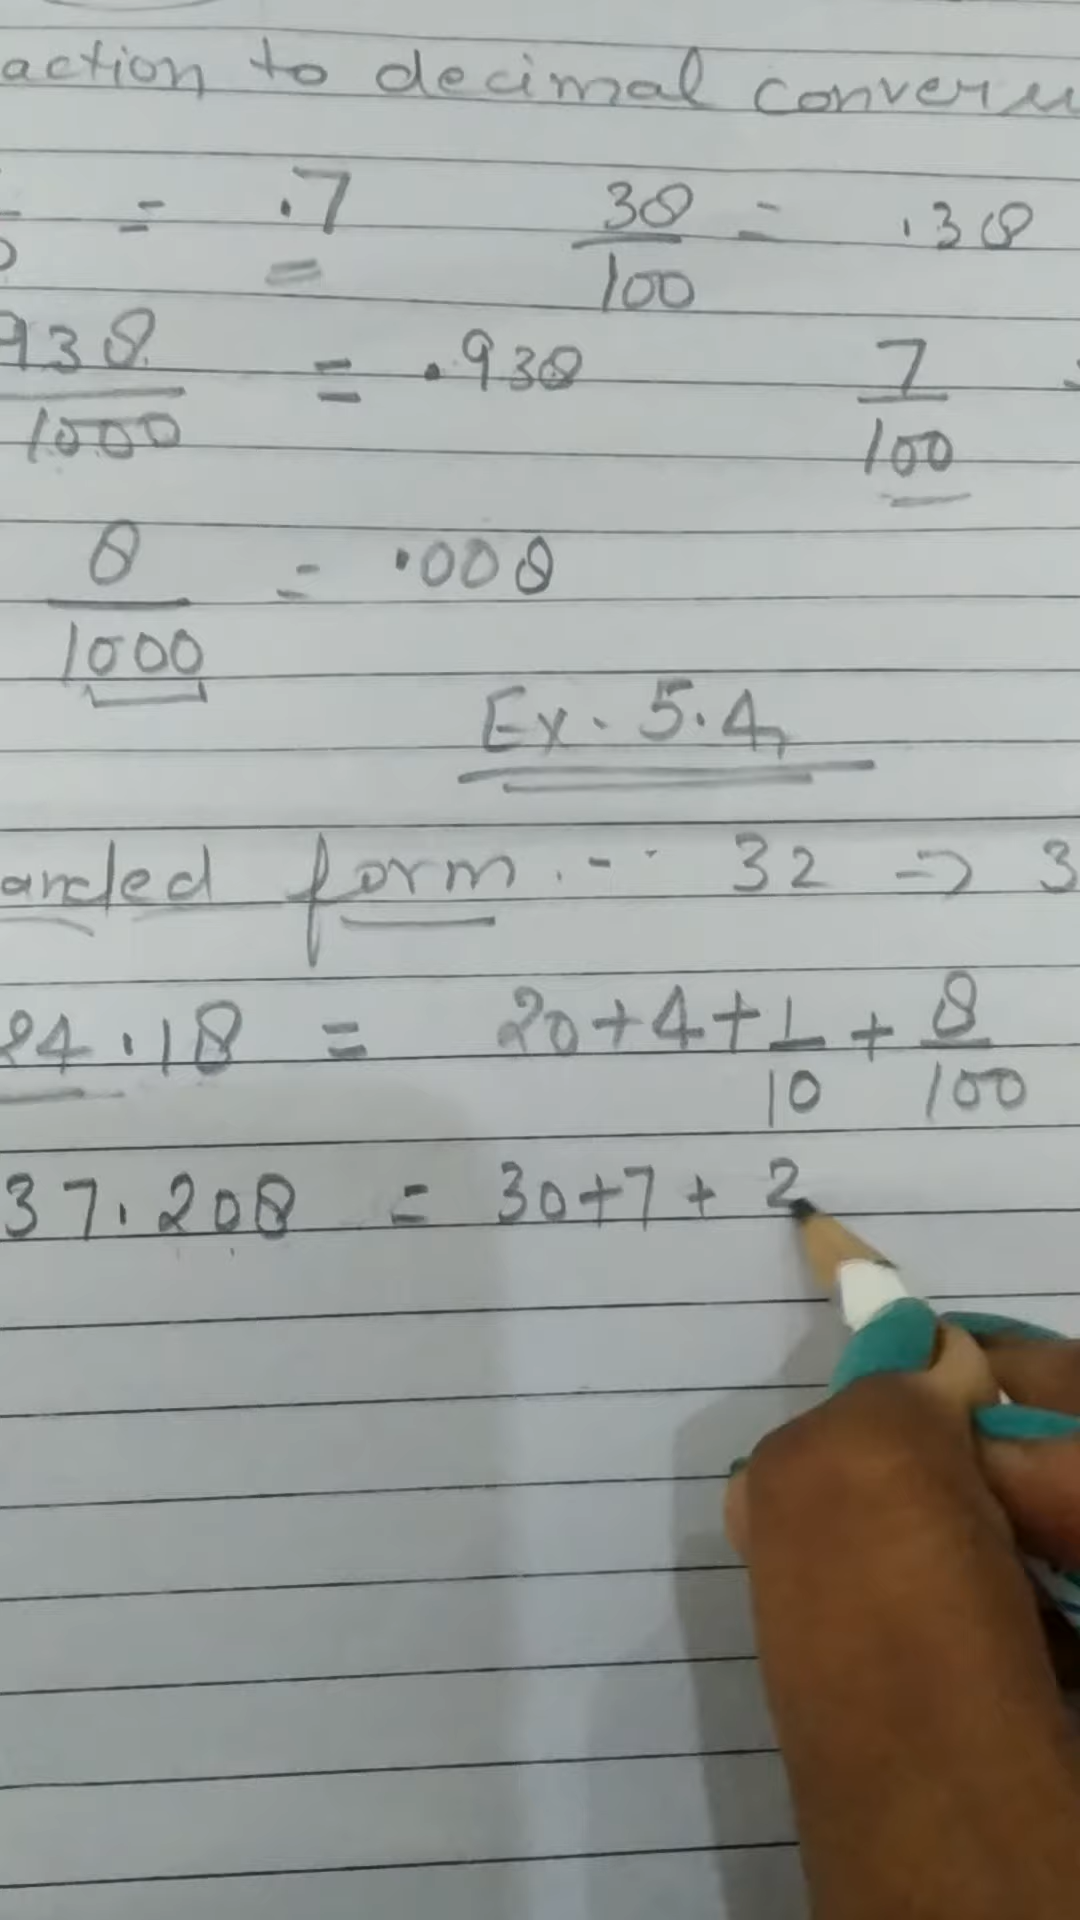 action to decimal conver
= .7 38/100 = .38
938/1000 = .938 7/100
8/1000 = .008
Ex. 5.4
anded form :- 32 → 3
24.18 = 20+4+1/10+8/100
37.208 = 30+7+2